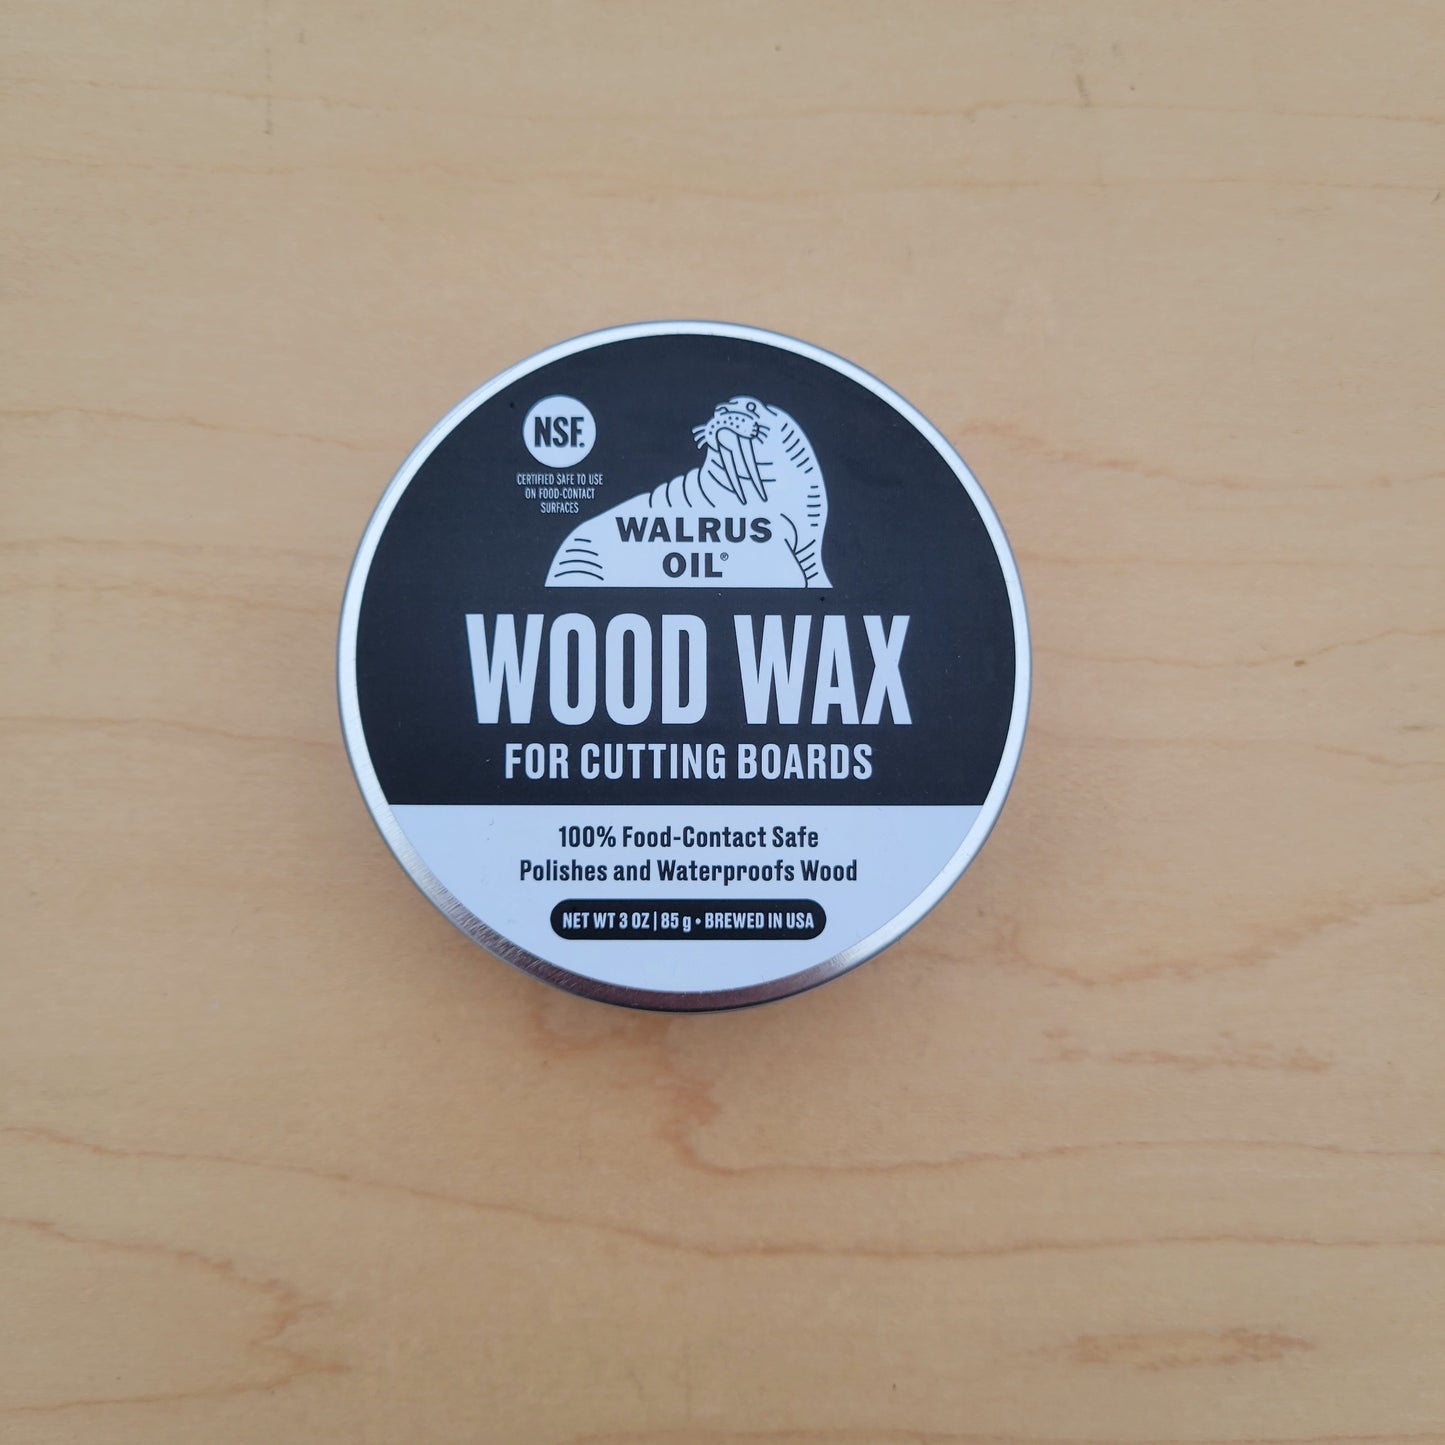 NSF.
CERTIFIED SAFE TO USE
ON FOOD-CONTACT
SURFACES
WALRUS
OIL®
WOOD WAX
FOR CUTTING BOARDS
100% Food-Contact Safe
Polishes and Waterproofs Wood
NET WT 3 OZ | 85 g • BREWED IN USA